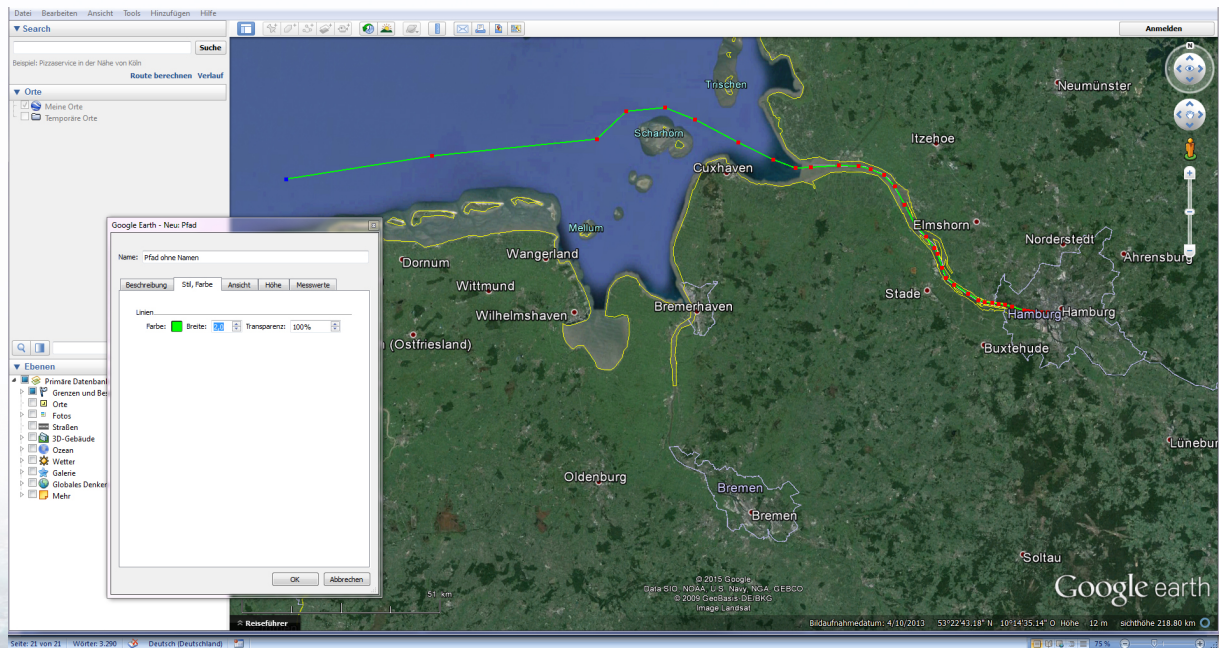 Datei Bearbeiten Ansicht Tools Hinzufügen Hilfe
▼ Search
Suche
Beispiel: Pizzaservice in der Nähe von Köln
Route berechnen Verlauf
▼ Orte
Meine Orte
Temporäre Orte
▼ Ebenen
Primäre Datenban
Grenzen und Bes
Orte
Fotos
Straßen
3D-Gebäude
Ozean
Wetter
Galerie
Globales Denker
Mehr
Google Earth - Neu: Pfad
Name: Pfad ohne Namen
Beschreibung Stil, Farbe Ansicht Höhe Messwerte
Linien
Farbe: Breite: 2,0 Transparenz: 100%
OK Abbrechen
Anmelden
N
Trischen
Neumünster
Scharhörn
Itzehoe
Cuxhaven
Elmshorn
Norderstedt
Ahrensburg
Mellum
Wangerland
Dornum
Wittmund
Stade
Wilhelmshaven
Bremerhaven
Hamburg
Hamburg
(Ostfriesland)
Buxtehude
Lünebur
Oldenburg
Bremen
Bremen
Soltau
© 2015 Google
Data SIO, NOAA, U.S. Navy, NGA, GEBCO
© 2009 GeoBasis-DE/BKG
Image Landsat
Google earth
51 km
Reiseführer
Bildaufnahmedatum: 4/10/2013 53°22'43.18" N 10°14'35.14" O Höhe 12 m sichthöhe 218.80 km
Seite: 21 von 21 Wörter: 3.290 Deutsch (Deutschland) 75 %